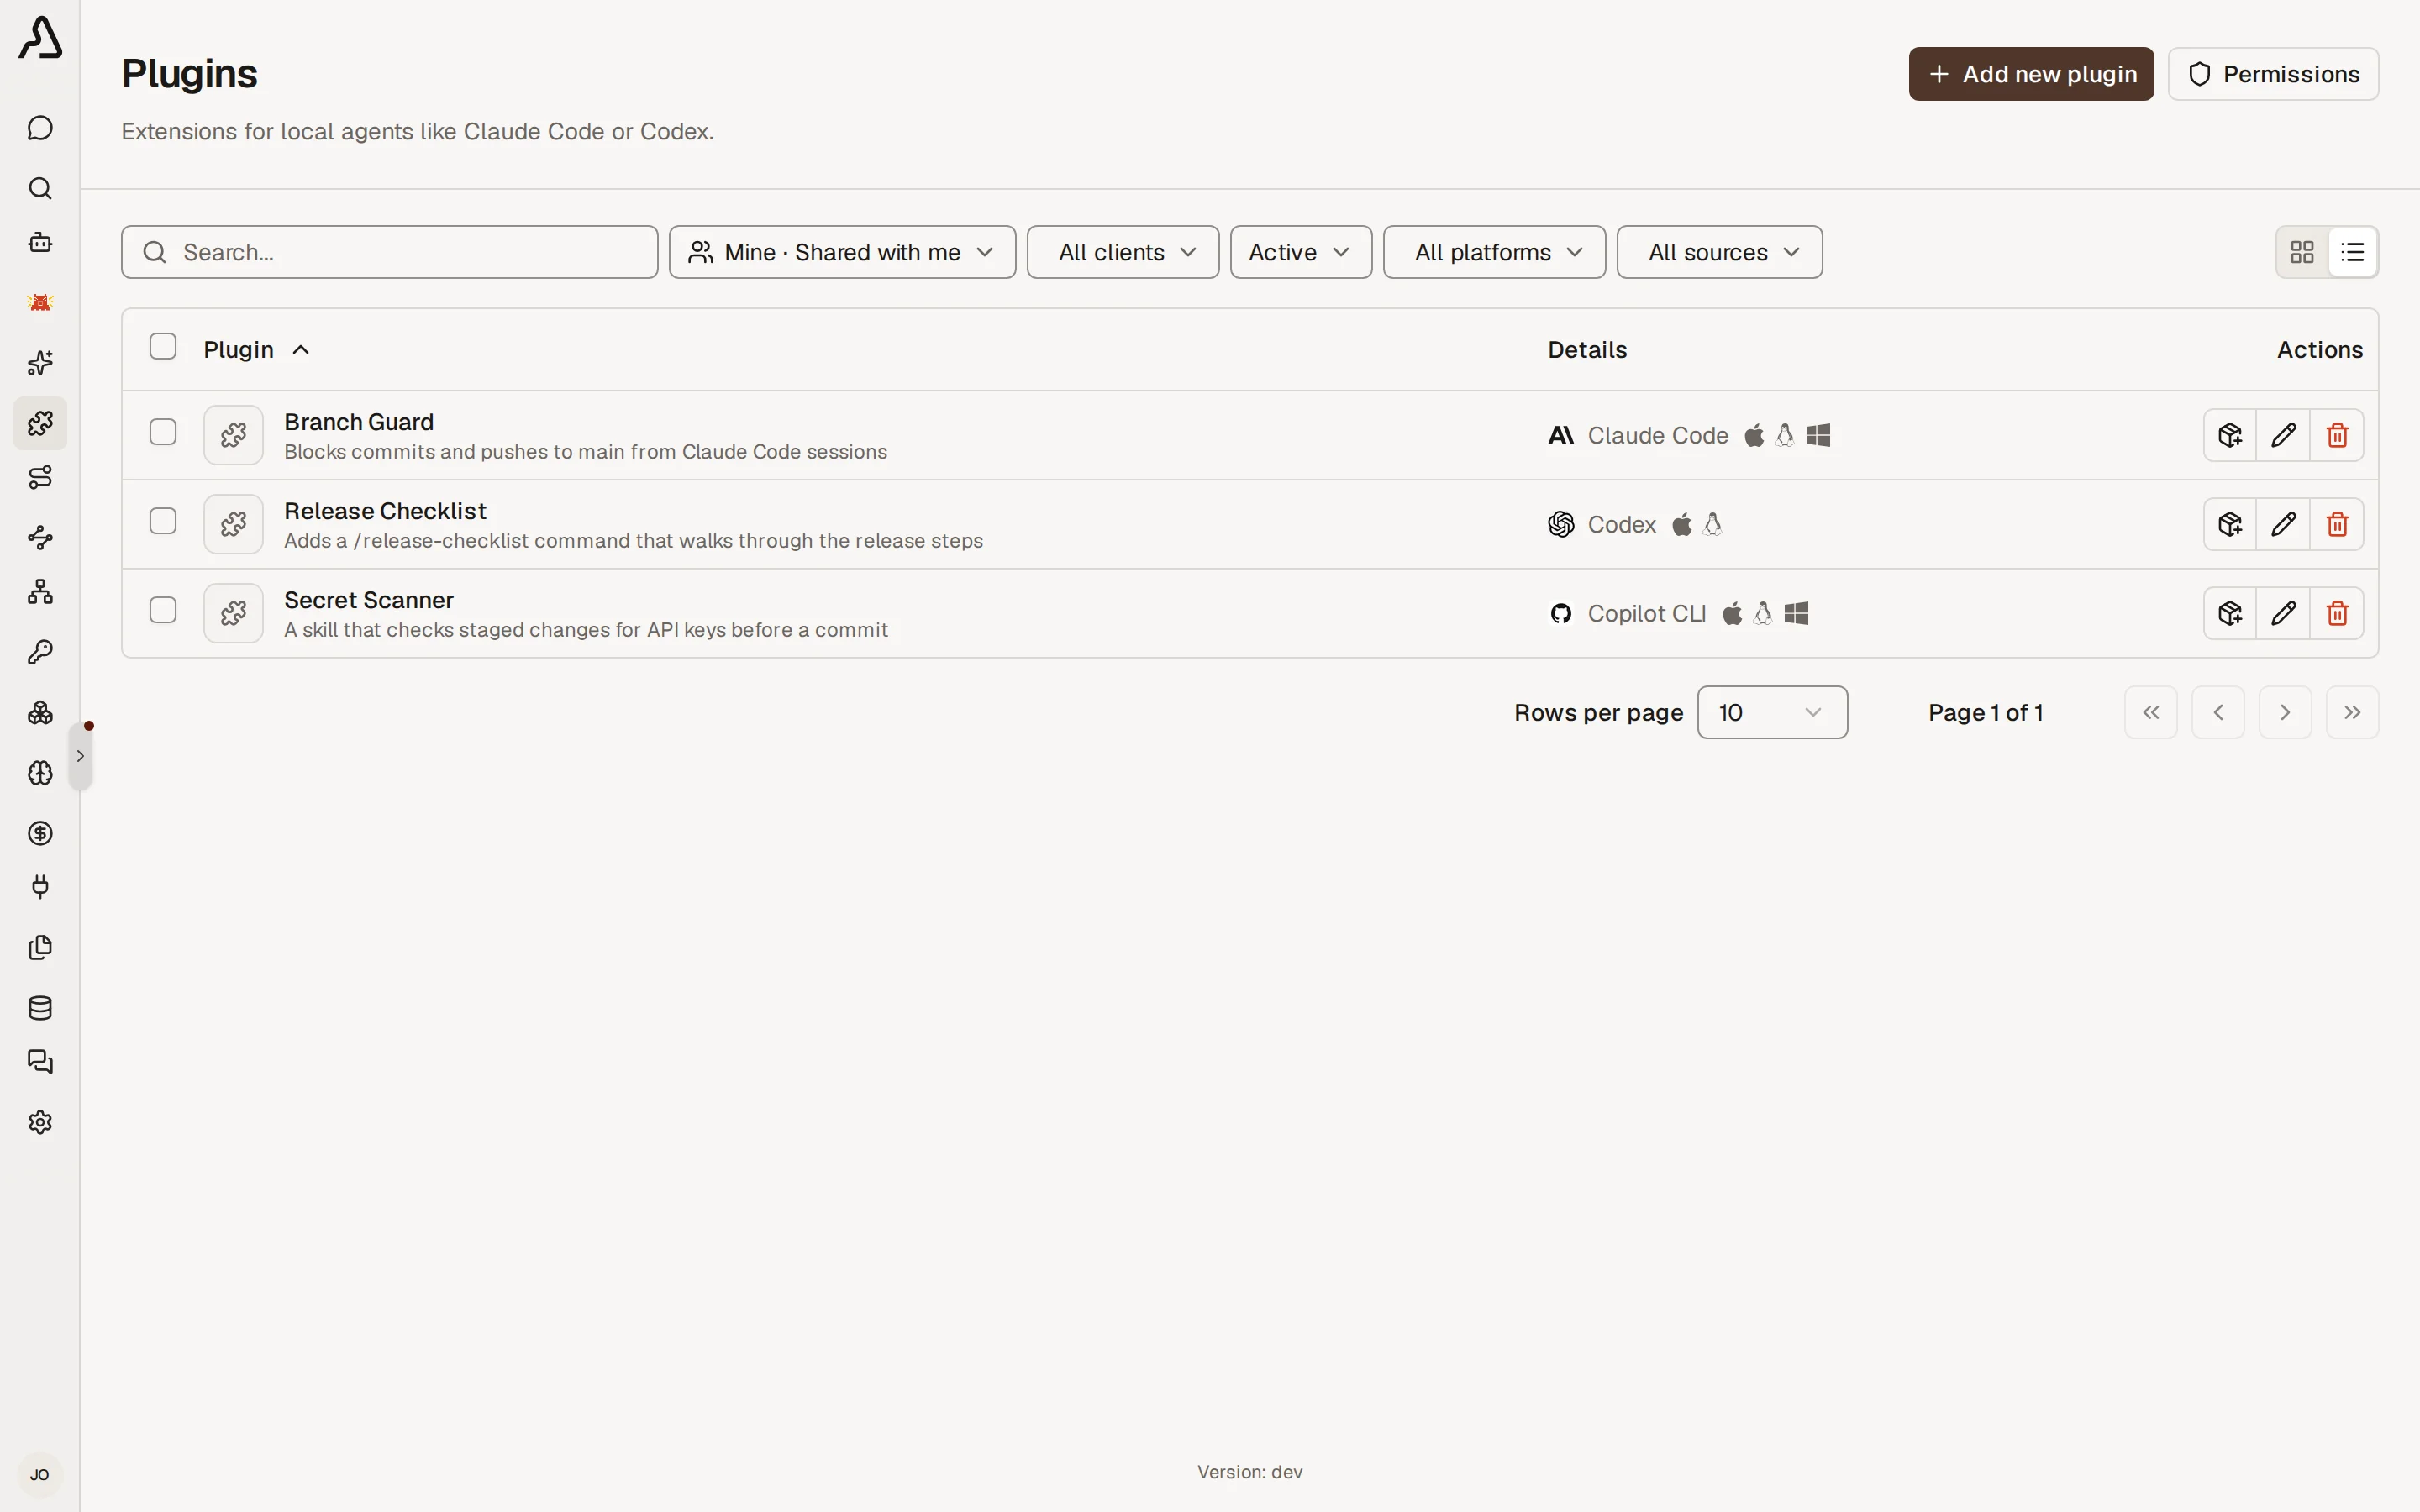 Plugins
Add new plugin
Permissions
Extensions for local agents like Claude Code or Codex.
Search...
Mine · Shared with me
All clients
Active
All platforms
All sources
Plugin
Details
Actions
Branch Guard
Blocks commits and pushes to main from Claude Code sessions
Claude Code
Release Checklist
Adds a /release-checklist command that walks through the release steps
Codex
Secret Scanner
A skill that checks staged changes for API keys before a commit
Copilot CLI
Rows per page
10
Page 1 of 1
JO
Version: dev